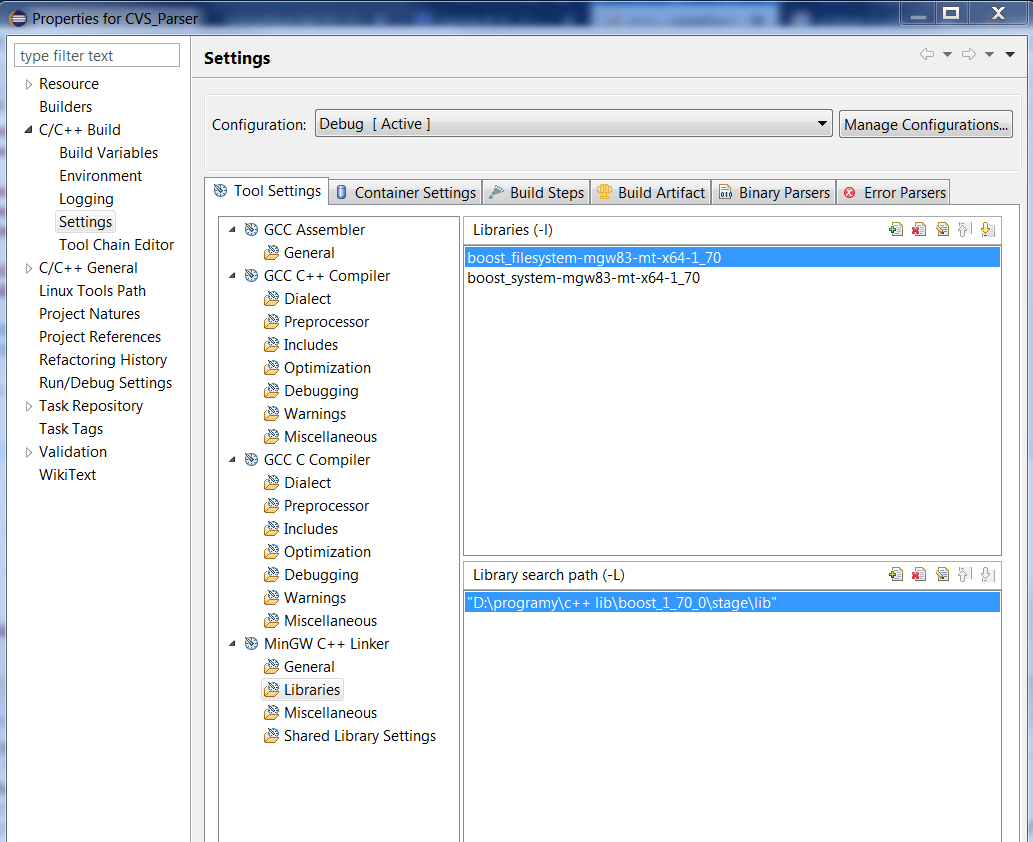 Properties for CVS_Parser
type filter text
Resource
Builders
C/C++ Build
Build Variables
Environment
Logging
Settings
Tool Chain Editor
C/C++ General
Linux Tools Path
Project Natures
Project References
Refactoring History
Run/Debug Settings
Task Repository
Task Tags
Validation
WikiText
Settings
Configuration:
Debug [ Active ]
Manage Configurations...
Tool Settings
Container Settings
Build Steps
Build Artifact
Binary Parsers
Error Parsers
GCC Assembler
General
GCC C++ Compiler
Dialect
Preprocessor
Includes
Optimization
Debugging
Warnings
Miscellaneous
GCC C Compiler
Dialect
Preprocessor
Includes
Optimization
Debugging
Warnings
Miscellaneous
MinGW C++ Linker
General
Libraries
Miscellaneous
Shared Library Settings
Libraries (-l)
boost_filesystem-mgw83-mt-x64-1_70
boost_system-mgw83-mt-x64-1_70
Library search path (-L)
"D:\programy\c++ lib\boost_1_70_0\stage\lib"